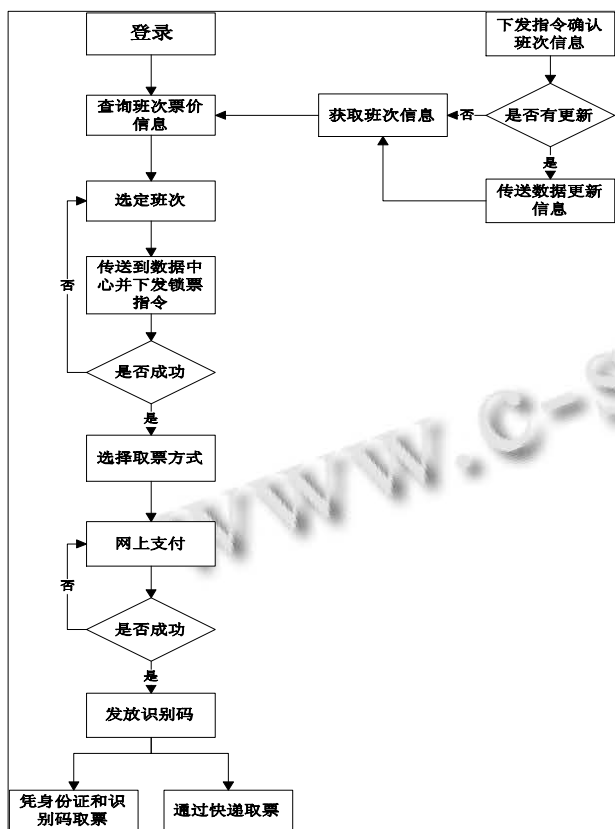 登录
下发指令确认
班次信息
查询班次票价
信息
获取班次信息
否
是否有更新
是
选定班次
传送数据更新
信息
否
传送到数据中
心并下发锁票
指令
是否成功
是
选择取票方式
www.c-s
网上支付
否
是否成功
是
发放识别码
凭身份证和识
别码取票
通过快递取票